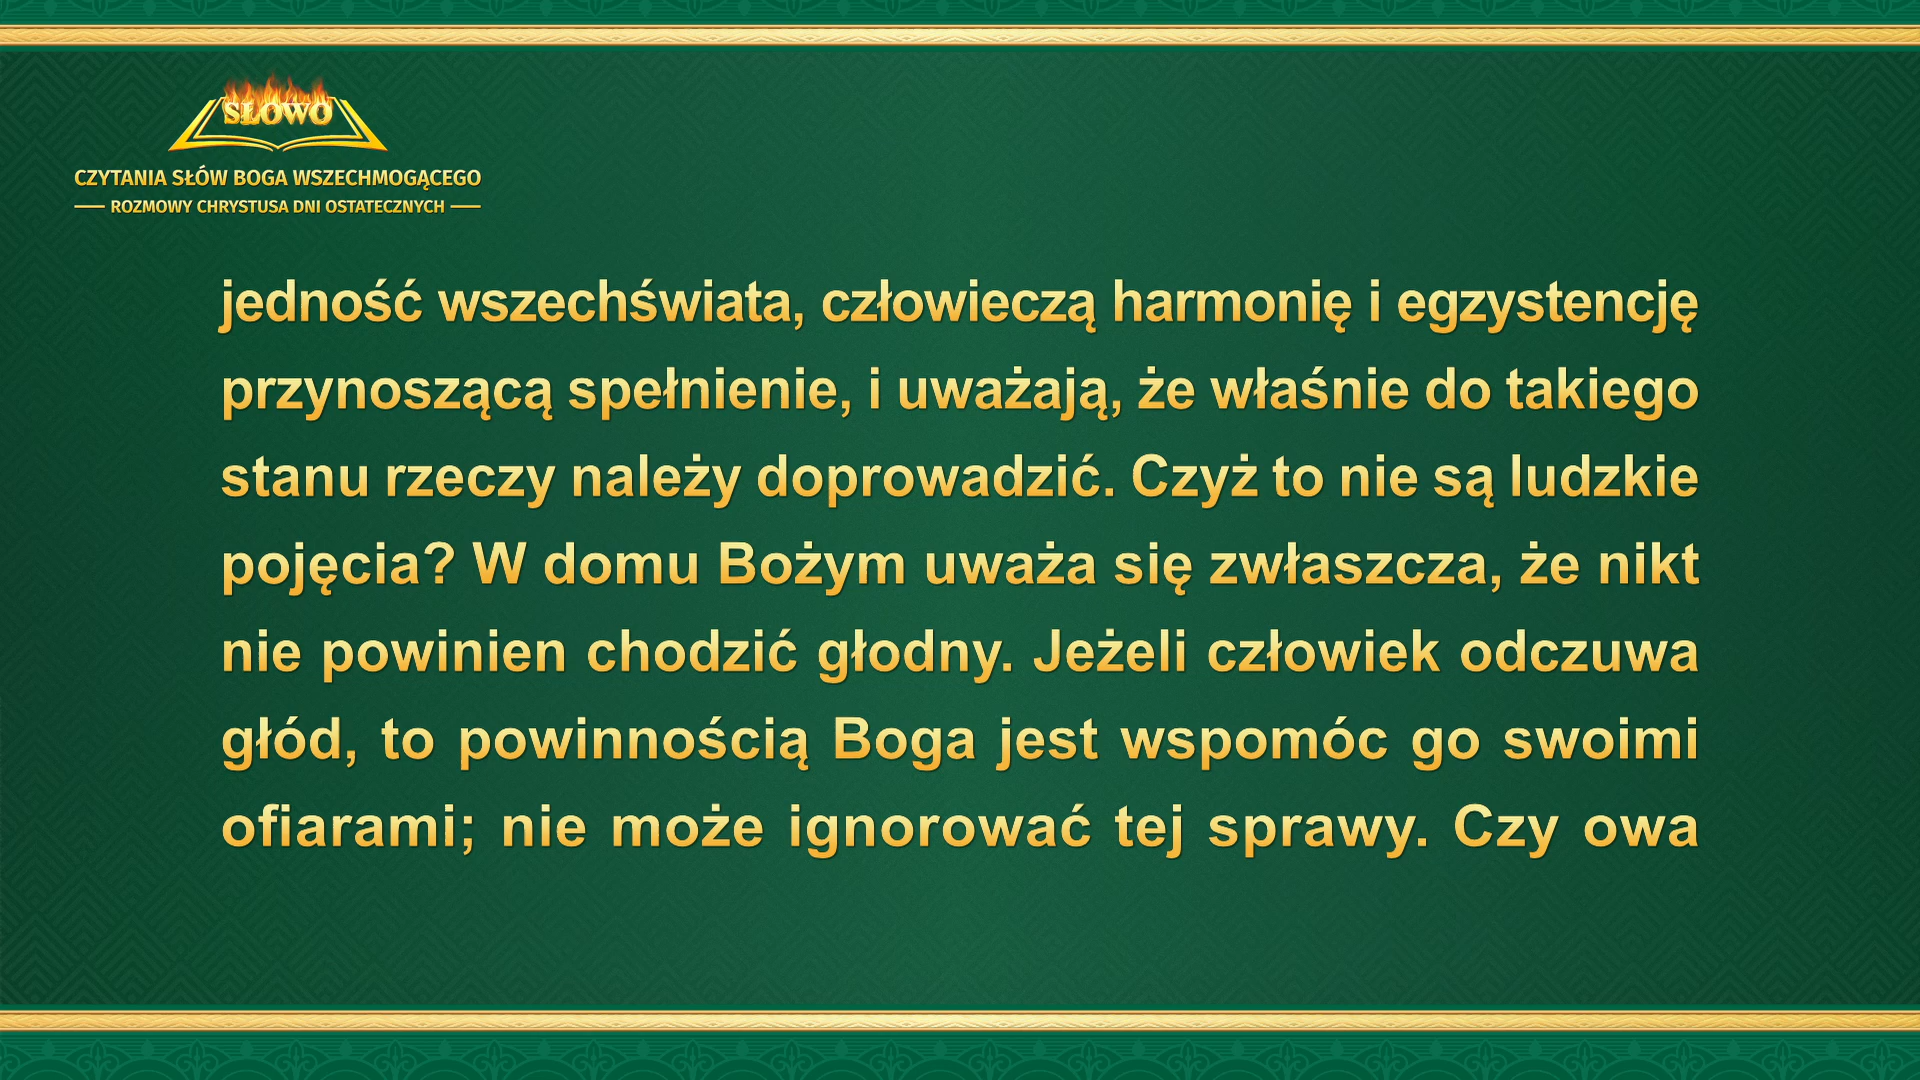 SŁOWO
CZYTANIA SŁÓW BOGA WSZECHMOGĄCEGO
ROZMOWY CHRYSTUSA DNI OSTATECZNYCH
jedność wszechświata, człowieczą harmonię i egzystencję
przynoszącą spełnienie, i uważają, że właśnie do takiego
stanu rzeczy należy doprowadzić. Czyż to nie są ludzkie
pojęcia? W domu Bożym uważa się zwłaszcza, że nikt
nie powinien chodzić głodny. Jeżeli człowiek odczuwa
głód, to powinnością Boga jest wspomóc go swoimi
ofiarami; nie może ignorować tej sprawy. Czy owa